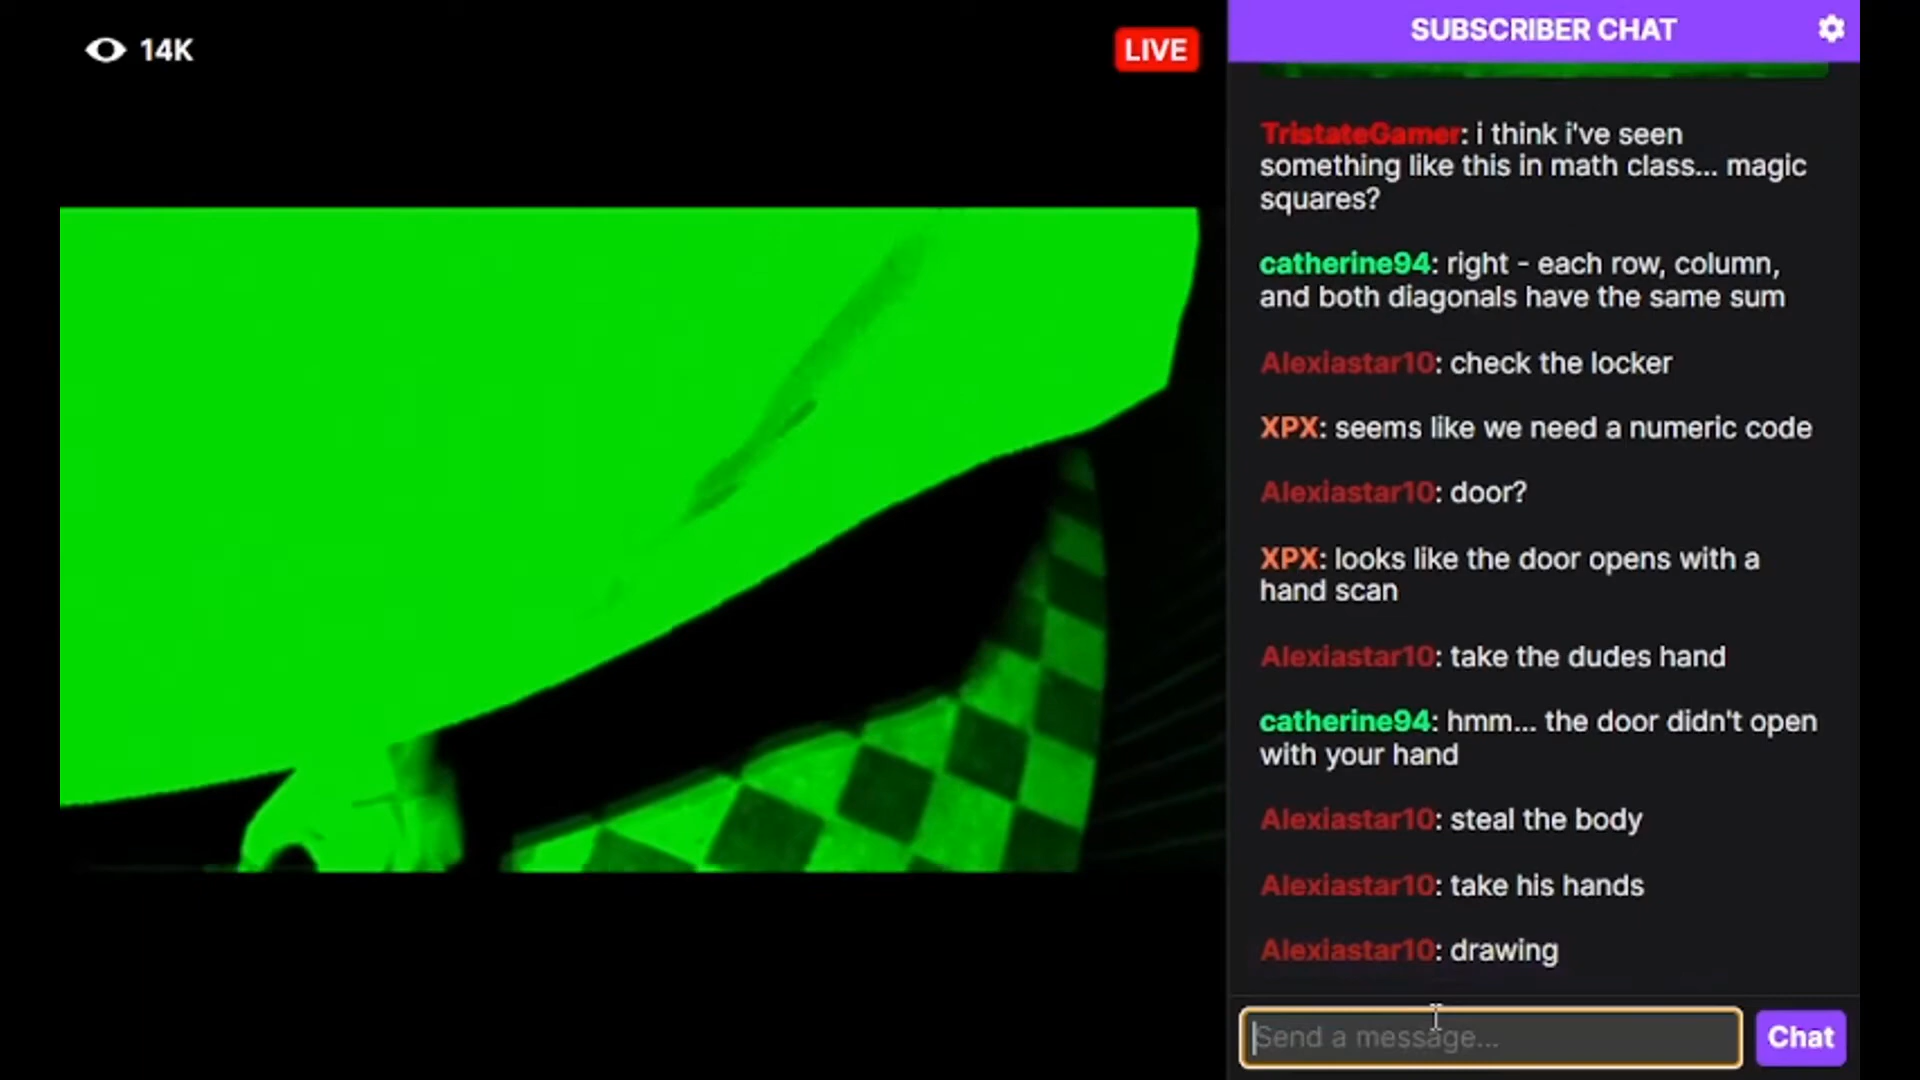 14K
LIVE
SUBSCRIBER CHAT
TristateGamer: i think i've seen
something like this in math class... magic
squares?
catherine94: right - each row, column,
and both diagonals have the same sum
Alexiastar10: check the locker
XPX: seems like we need a numeric code
Alexiastar10: door?
XPX: looks like the door opens with a
hand scan
Alexiastar10: take the dudes hand
catherine94: hmm... the door didn't open
with your hand
Alexiastar10: steal the body
Alexiastar10: take his hands
Alexiastar10: drawing
Send a message...
Chat